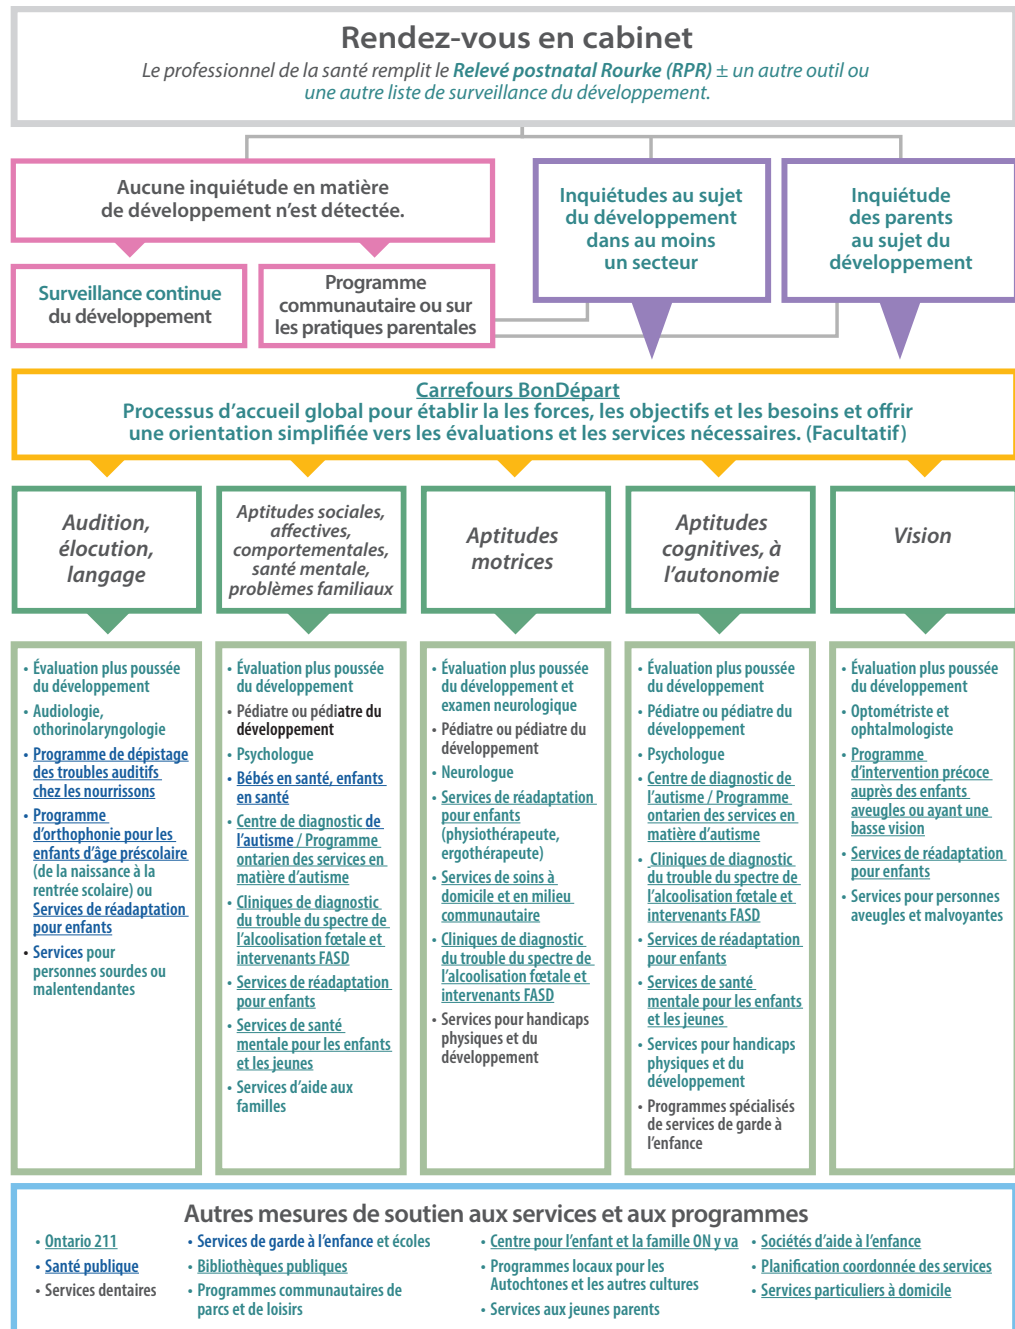 Rendez-vous en cabinet
Le professionnel de la santé remplit le Relevé postnatal Rourke (RPR) ± un autre outil ou
une autre liste de surveillance du développement.
Aucune inquiétude en matière
de développement n'est détectée.
Inquiétudes au sujet
du développement
dans au moins
un secteur
Inquiétude
des parents
au sujet du
développement
Surveillance continue
du développement
Programme
communautaire ou sur
les pratiques parentales
Carrefours BonDépart
Processus d'accueil global pour établir la les forces, les objectifs et les besoins et offrir
une orientation simplifiée vers les évaluations et les services nécessaires. (Facultatif)
Audition,
élocution,
langage
Aptitudes sociales,
affectives,
comportementales,
santé mentale,
problèmes familiaux
Aptitudes
motrices
Aptitudes
cognitives, à
l'autonomie
Vision
• Évaluation plus poussée
du développement
• Audiologie,
othorinolaryngologie
• Programme de dépistage
des troubles auditifs
chez les nourrissons
• Programme
d'orthophonie pour les
enfants d'âge préscolaire
(de la naissance à la
rentrée scolaire) ou
Services de réadaptation
pour enfants
• Services pour
personnes sourdes ou
malentendantes
• Évaluation plus poussée
du développement
• Pédiatre ou pédiatre du
développement
• Psychologue
• Bébés en santé, enfants
en santé
• Centre de diagnostic de
l'autisme / Programme
ontarien des services en
matière d'autisme
• Cliniques de diagnostic
du trouble du spectre de
l'alcoolisation fœtale et
intervenants FASD
• Services de réadaptation
pour enfants
• Services de santé
mentale pour les enfants
et les jeunes
• Services d'aide aux
familles
• Évaluation plus poussée
du développement et
examen neurologique
• Pédiatre ou pédiatre du
développement
• Neurologue
• Services de réadaptation
pour enfants
(physiothérapeute,
ergothérapeute)
• Services de soins à
domicile et en milieu
communautaire
• Cliniques de diagnostic
du trouble du spectre de
l'alcoolisation fœtale et
intervenants FASD
• Services pour handicaps
physiques et du
développement
• Évaluation plus poussée
du développement
• Pédiatre ou pédiatre du
développement
• Psychologue
• Centre de diagnostic de
l'autisme / Programme
ontarien des services en
matière d'autisme
• Cliniques de diagnostic
du trouble du spectre de
l'alcoolisation fœtale et
intervenants FASD
• Services de réadaptation
pour enfants
• Services de santé
mentale pour les enfants
et les jeunes
• Services pour handicaps
physiques et du
développement
• Programmes spécialisés
de services de garde à
l'enfance
• Évaluation plus poussée
du développement
• Optométriste et
ophtalmologiste
• Programme
d'intervention précoce
auprès des enfants
aveugles ou ayant une
basse vision
• Services de réadaptation
pour enfants
• Services pour personnes
aveugles et malvoyantes
Autres mesures de soutien aux services et aux programmes
• Ontario 211
• Santé publique
• Services dentaires
• Services de garde à l'enfance et écoles
• Bibliothèques publiques
• Programmes communautaires de
parcs et de loisirs
• Centre pour l'enfant et la famille ON y va
• Programmes locaux pour les
Autochtones et les autres cultures
• Services aux jeunes parents
• Sociétés d'aide à l'enfance
• Planification coordonnée des services
• Services particuliers à domicile